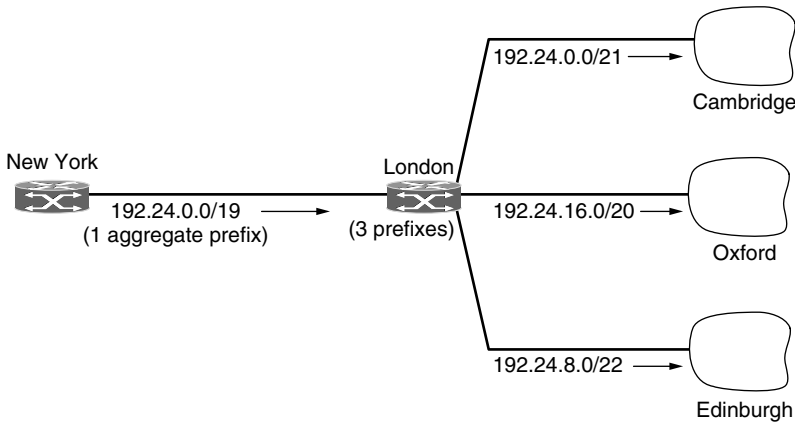 192.24.0.0/21
Cambridge
New York
London
192.24.0.0/19
(1 aggregate prefix)
(3 prefixes)
192.24.16.0/20
Oxford
192.24.8.0/22
Edinburgh